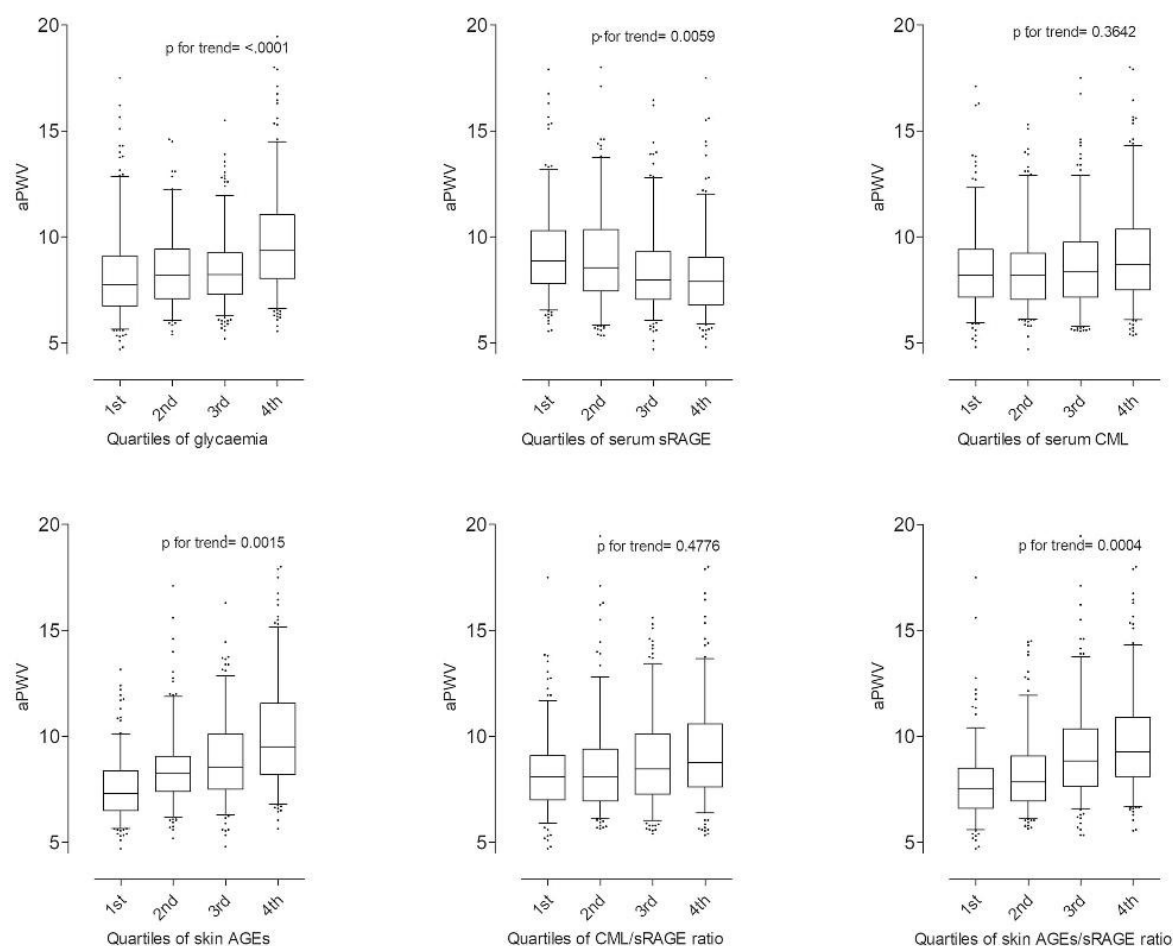 20
15
10
5
aPWV
p for trend= <.0001
1st
2nd
3rd
4th
Quartiles of glycaemia
20
15
10
5
aPWV
p for trend= 0.0059
1st
2nd
3rd
4th
Quartiles of serum sRAGE
20
15
10
5
aPWV
p for trend= 0.3642
1st
2nd
3rd
4th
Quartiles of serum CML
20
15
10
5
aPWV
p for trend= 0.0015
1st
2nd
3rd
4th
Quartiles of skin AGEs
20
15
10
5
aPWV
p for trend= 0.4776
1st
2nd
3rd
4th
Quartiles of CML/sRAGE ratio
20
15
10
5
aPWV
p for trend= 0.0004
1st
2nd
3rd
4th
Quartiles of skin AGEs/sRAGE ratio